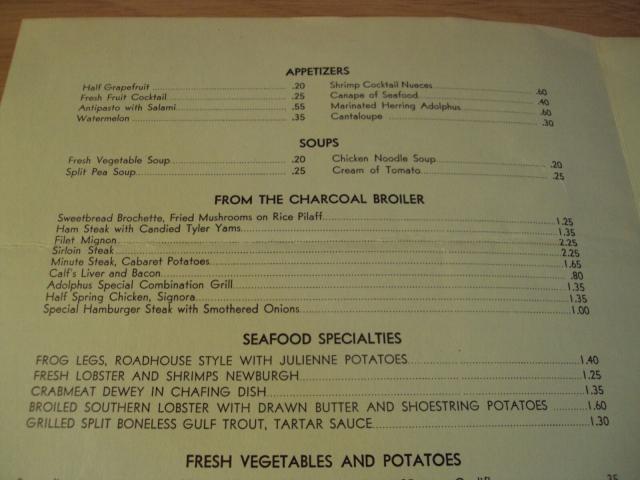 APPETIZERS
Half Grapefruit .20
Fresh Fruit Cocktail .25
Antipasto with Salami .55
Watermelon .35
Shrimp Cocktail Nueces .60
Canape of Seafood .40
Marinated Herring Adolphus .60
Cantaloupe .30
SOUPS
Fresh Vegetable Soup .20
Split Pea Soup .25
Chicken Noodle Soup .20
Cream of Tomato .25
FROM THE CHARCOAL BROILER
Sweetbread Brochette, Fried Mushrooms on Rice Pilaff 1.25
Ham Steak with Candied Tyler Yams 1.35
Filet Mignon 2.25
Sirloin Steak 2.25
Minute Steak, Cabaret Potatoes 1.65
Calf's Liver and Bacon .80
Adolphus Special Combination Grill 1.35
Half Spring Chicken, Signora 1.35
Special Hamburger Steak with Smothered Onions 1.00
SEAFOOD SPECIALTIES
FROG LEGS, ROADHOUSE STYLE WITH JULIENNE POTATOES 1.40
FRESH LOBSTER AND SHRIMPS NEWBURGH 1.25
CRABMEAT DEWEY IN CHAFING DISH 1.35
BROILED SOUTHERN LOBSTER WITH DRAWN BUTTER AND SHOESTRING POTATOES 1.60
GRILLED SPLIT BONELESS GULF TROUT, TARTAR SAUCE 1.30
FRESH VEGETABLES AND POTATOES